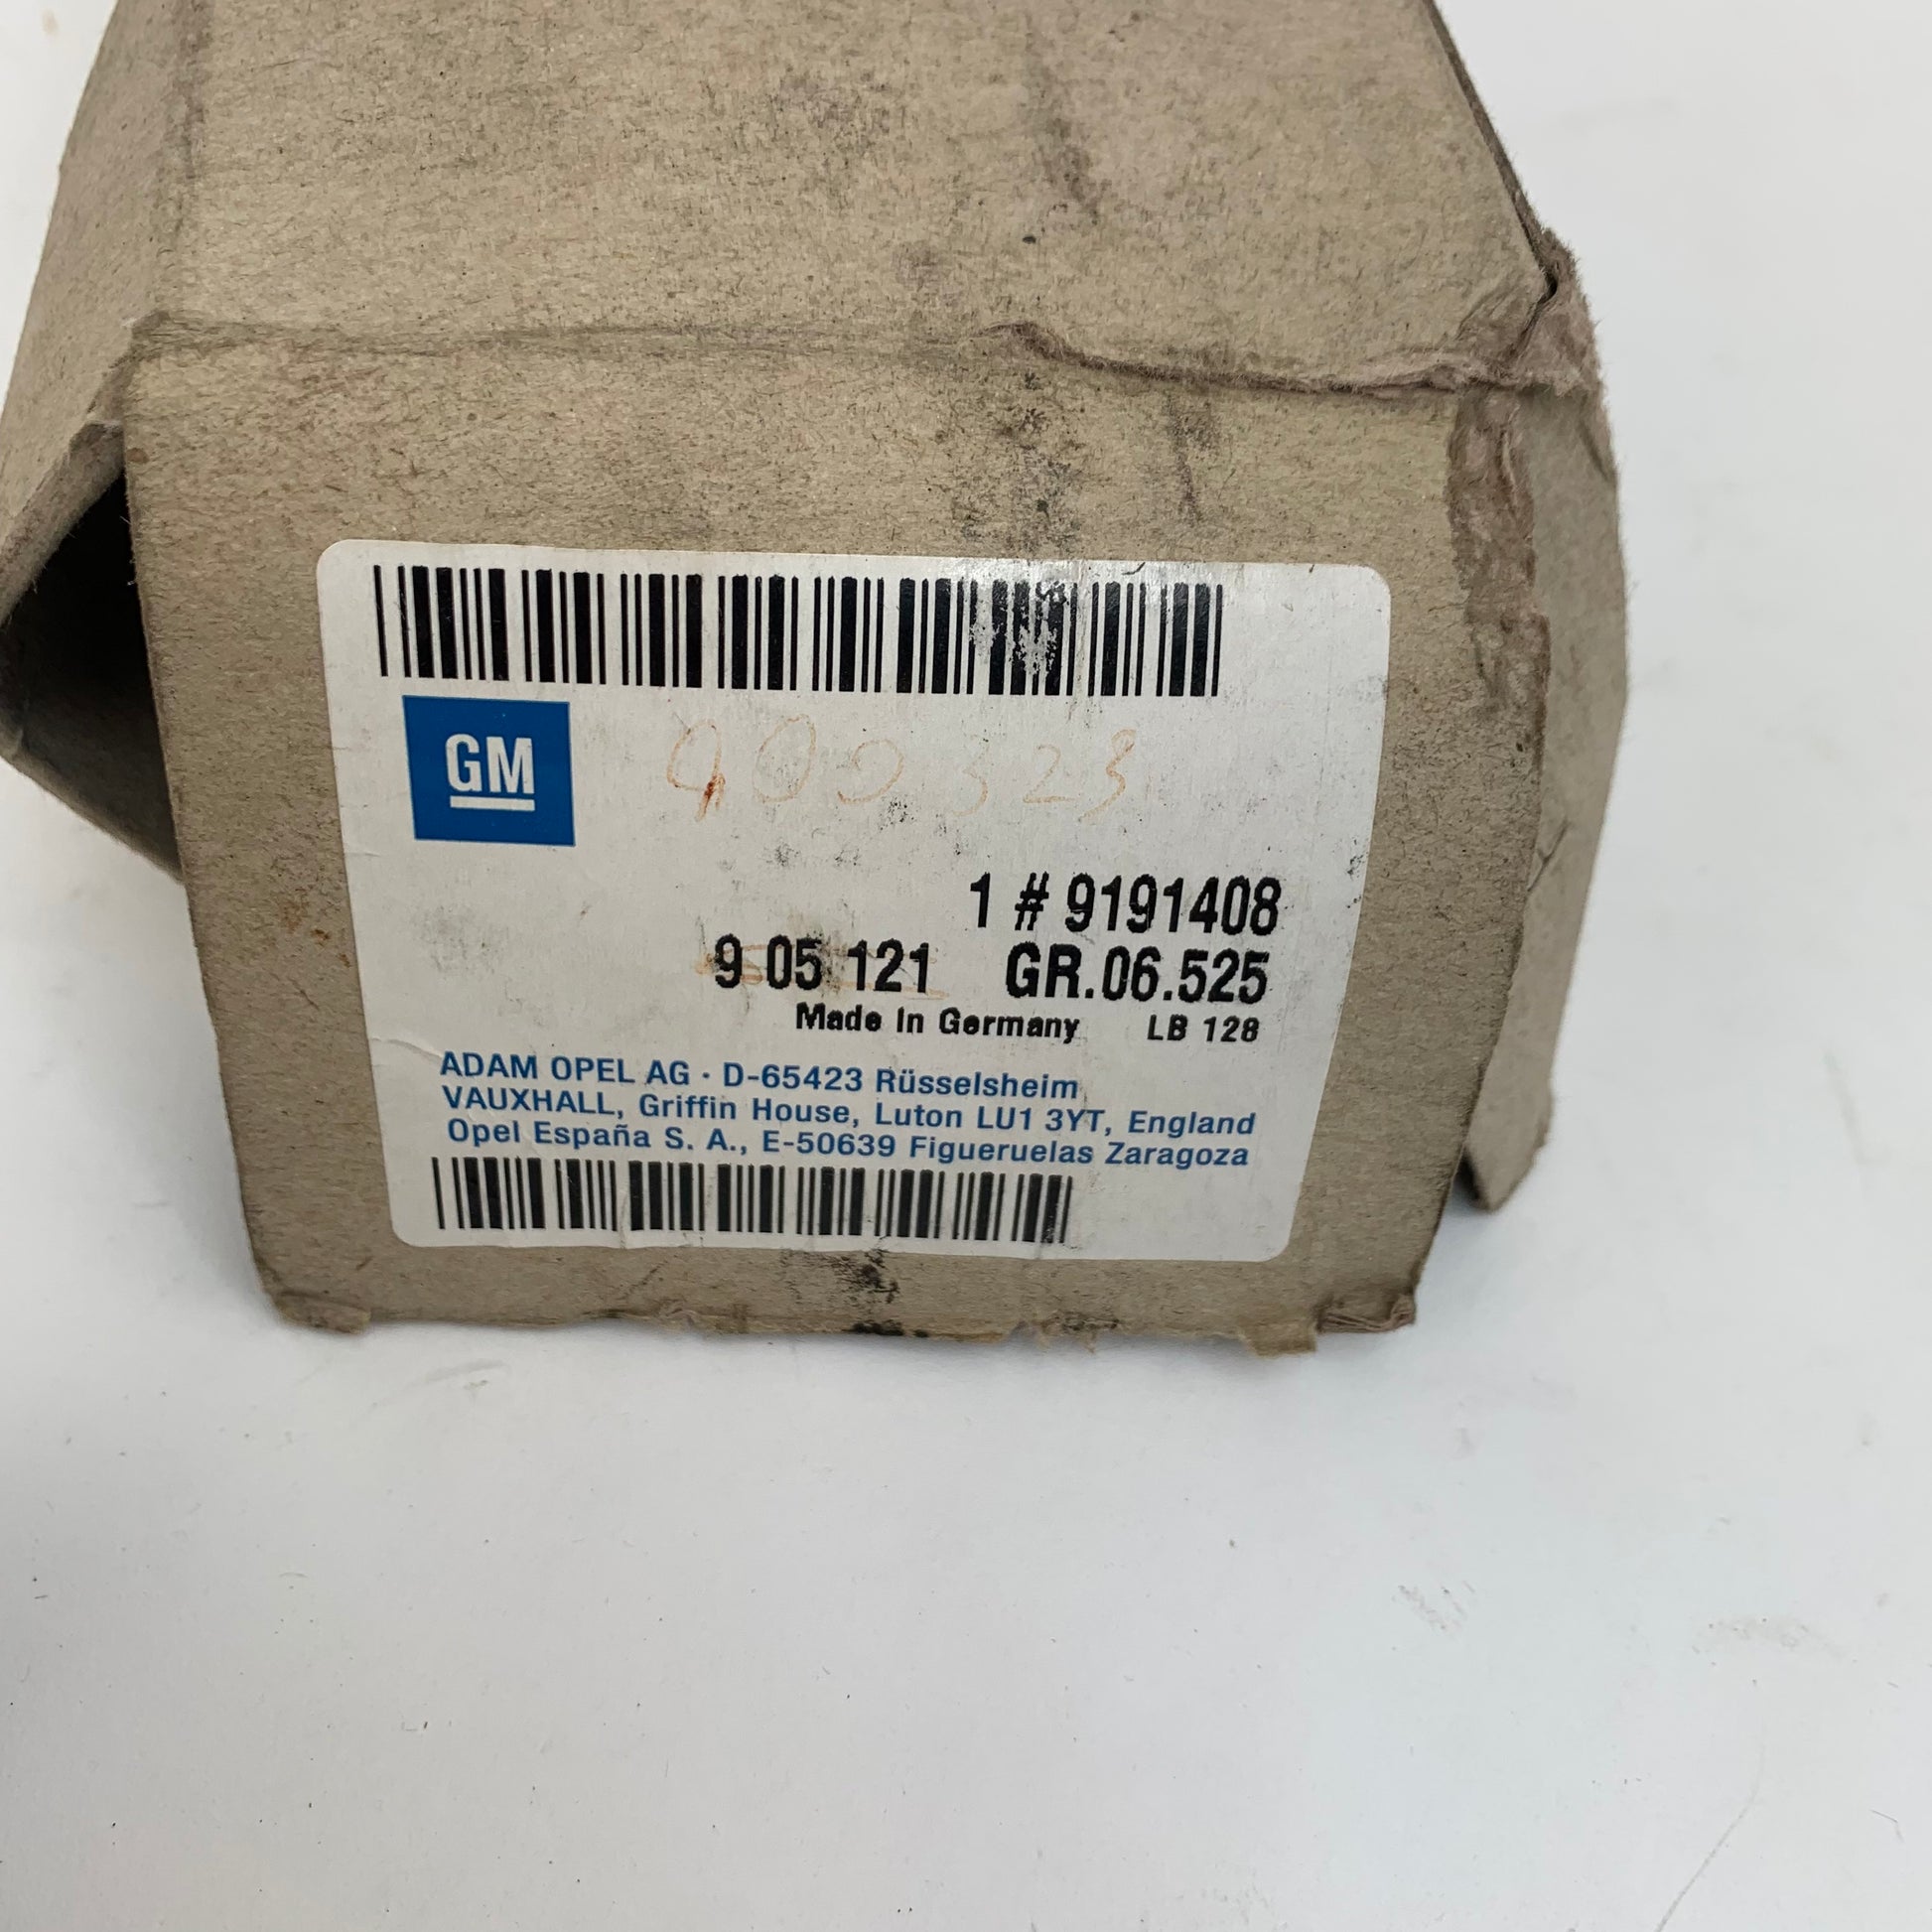 GM
1 # 9191408
9 05 121 GR.06.525
Made In Germany LB 128
ADAM OPEL AG · D-65423 Rüsselsheim
VAUXHALL, Griffin House, Luton LU1 3YT, England
Opel España S. A., E-50639 Figueruelas Zaragoza